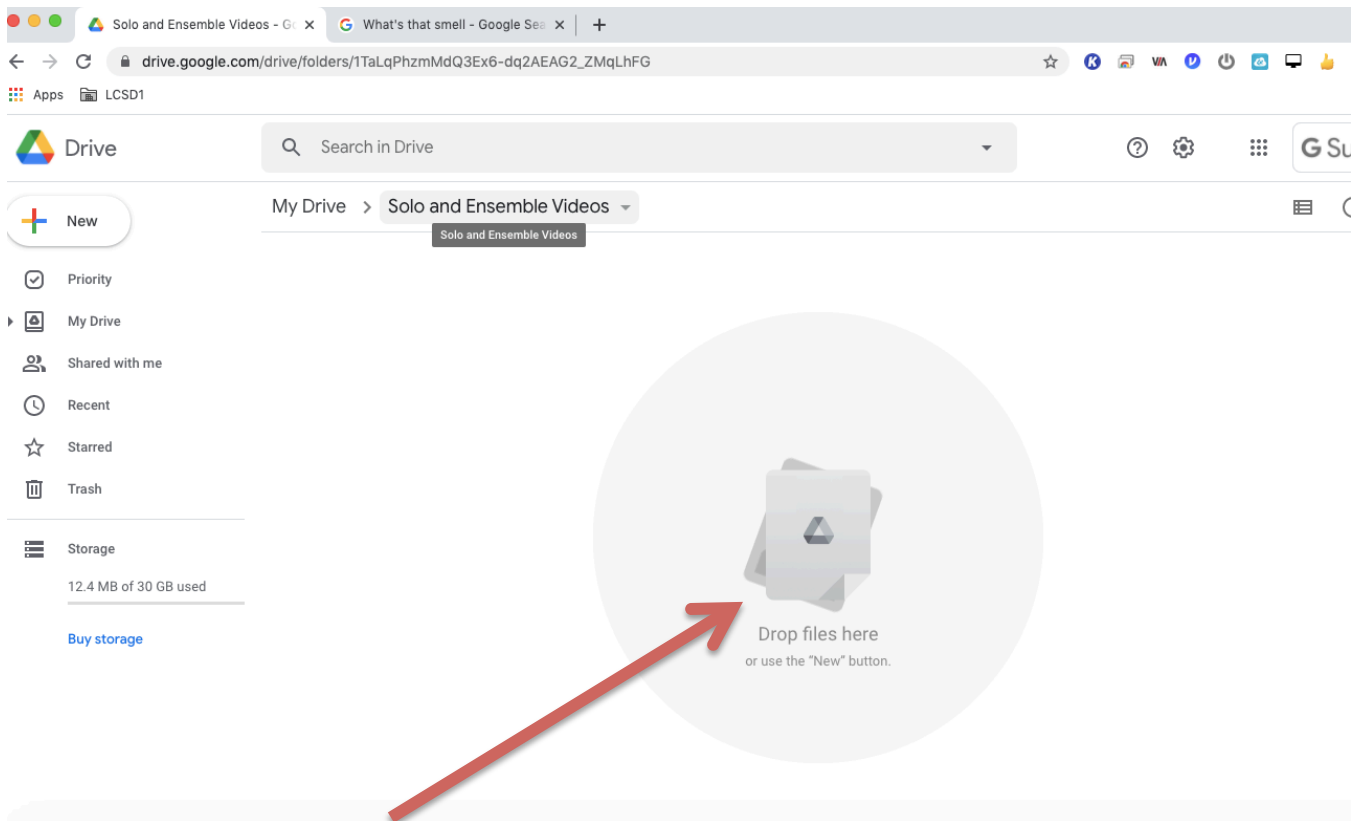 Solo and Ensemble Videos - Go
What's that smell - Google Sea
drive.google.com/drive/folders/1TaLqPhzmMdQ3Ex6-dq2AEAG2_ZMqLhFG
Apps LCSD1
Drive
Search in Drive
G Su
New
My Drive > Solo and Ensemble Videos
Solo and Ensemble Videos
Priority
My Drive
Shared with me
Recent
Starred
Trash
Storage
12.4 MB of 30 GB used
Buy storage
Drop files here
or use the "New" button.